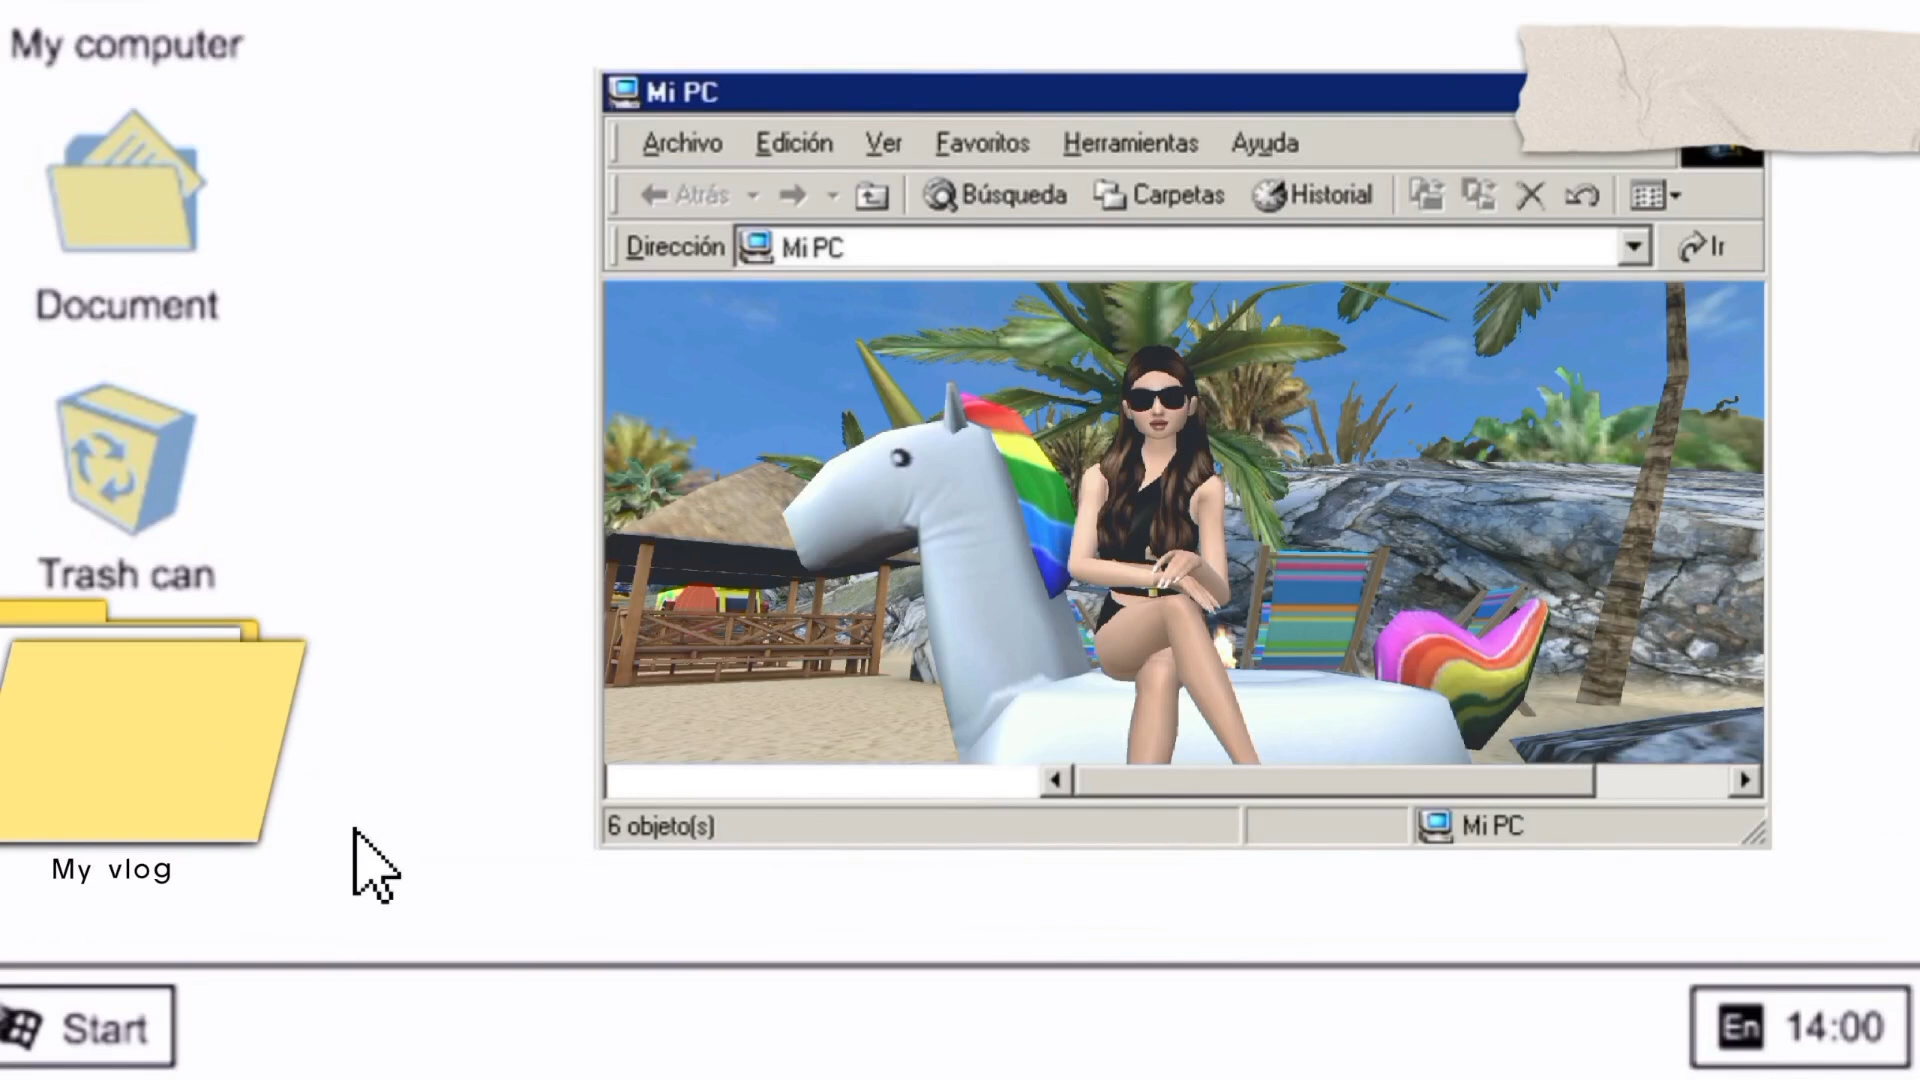 My computer
Document
Trash can
My vlog
Mi PC
Archivo Edición Ver Favoritos Herramientas Ayuda
Atrás Búsqueda Carpetas Historial
Dirección Mi PC Ir
6 objeto(s) Mi PC
Start
En 14:00